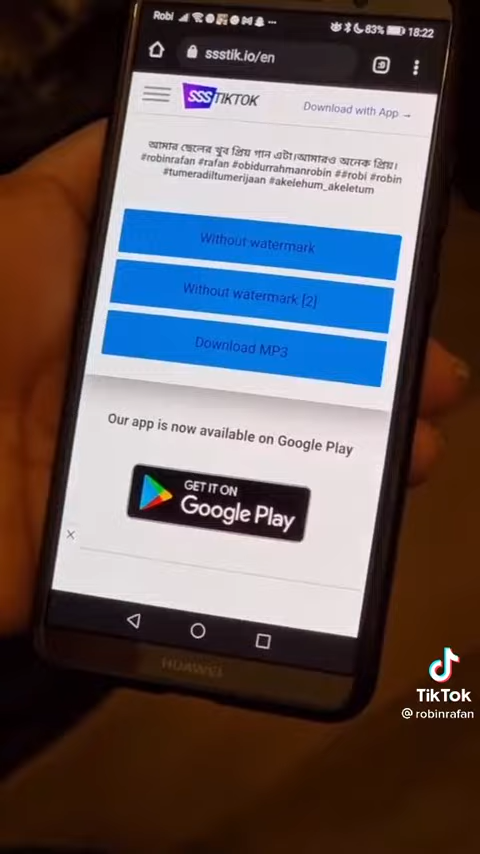 Robi 83% 18:22
ssstik.io/en
SSSTIKTOK Download with App →
আমার ছেলের খুব প্রিয় গান এটা।আমারও অনেক প্রিয়।
#robinrafan #rafan #obidurrahmanrobin ##robi #robin
#tumeradiltumerijaan #akelehum_akeletum
Without watermark
Without watermark [2]
Download MP3
Our app is now available on Google Play
GET IT ON
Google Play
HUAWEI
TikTok
@robinrafan